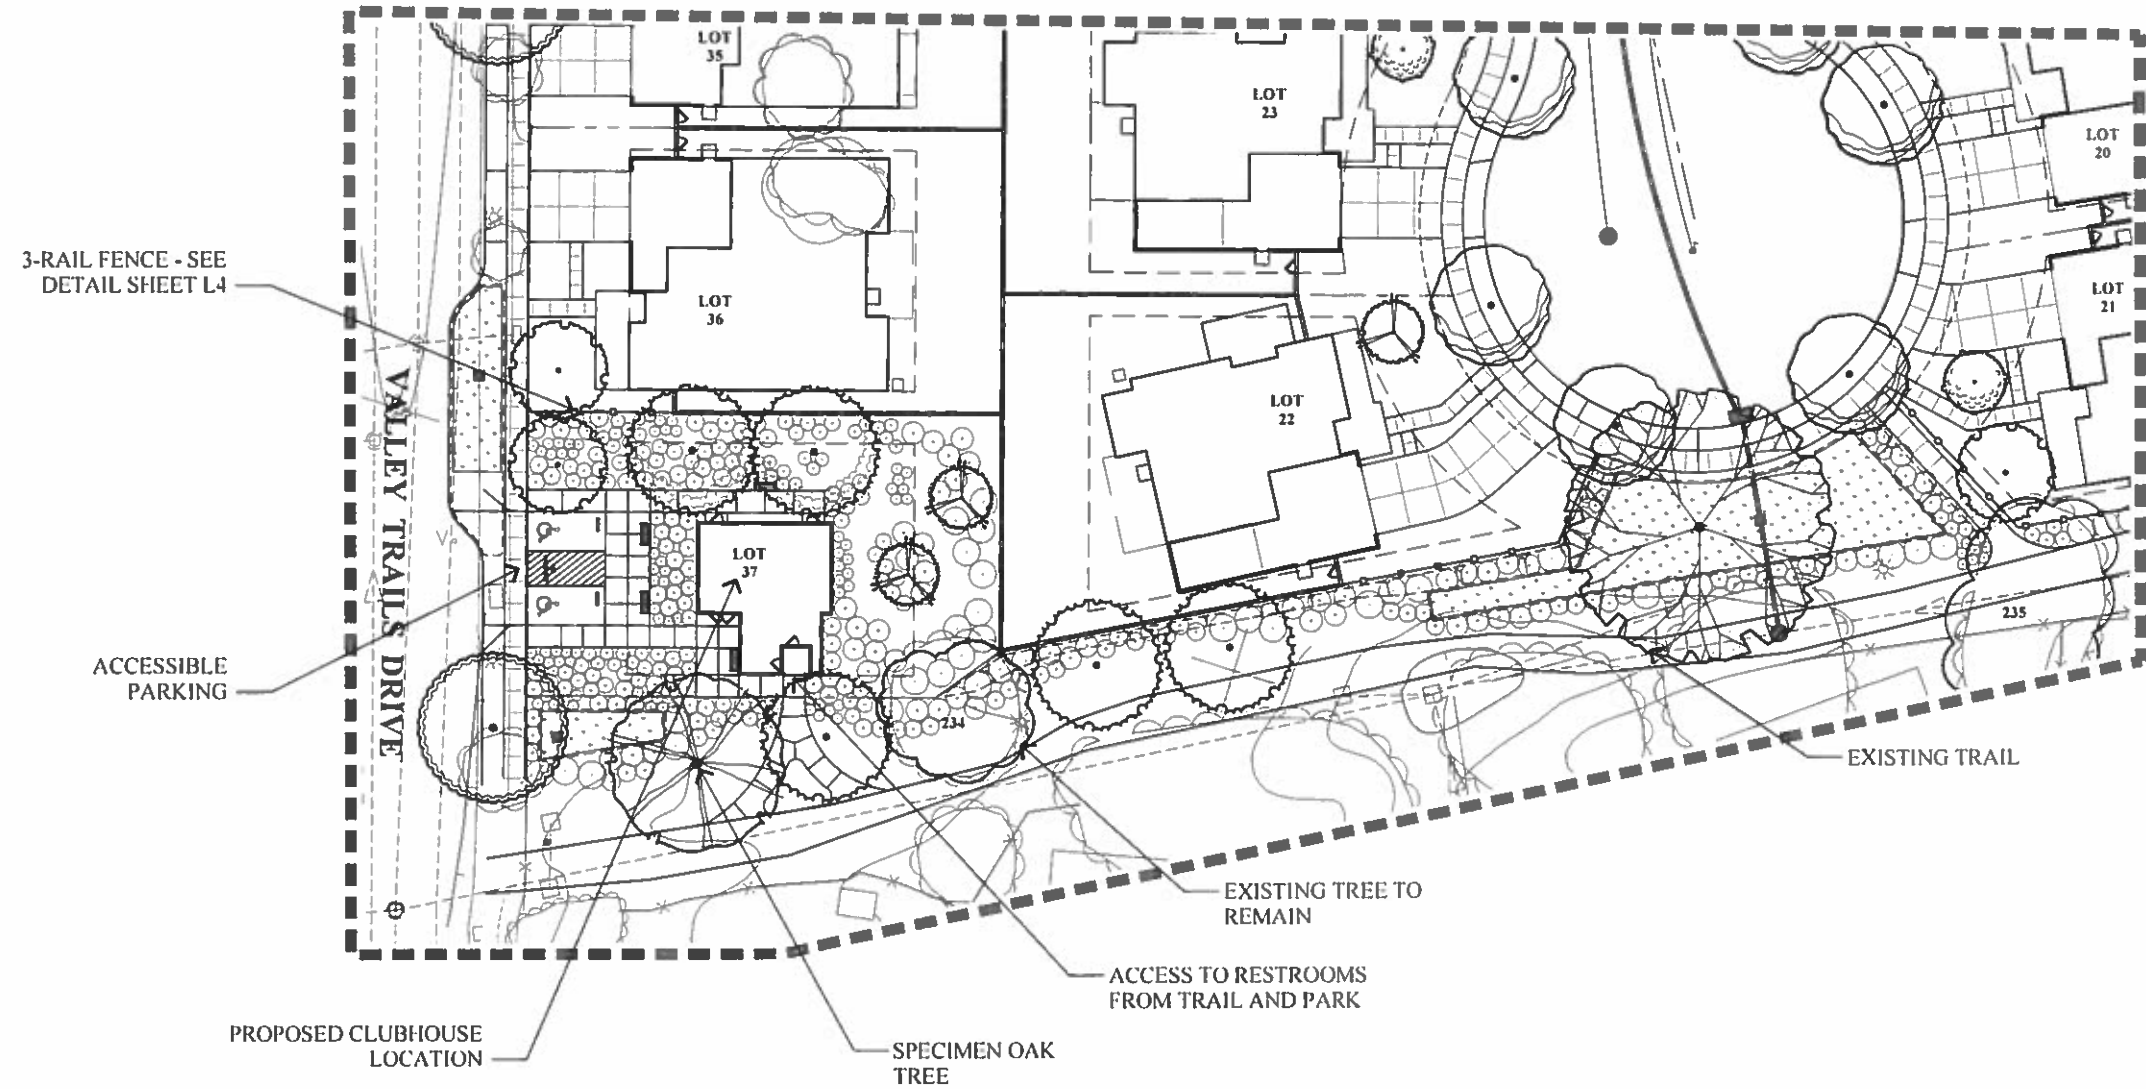 LOT
35
LOT
23
LOT
20
3-RAIL FENCE - SEE
DETAIL SHEET L4
LOT
36
LOT
21
LOT
22
VALLEY TRAILS DRIVE
LOT
37
ACCESSIBLE
PARKING
234
235
EXISTING TRAIL
EXISTING TREE TO
REMAIN
ACCESS TO RESTROOMS
FROM TRAIL AND PARK
PROPOSED CLUBHOUSE
LOCATION
SPECIMEN OAK
TREE